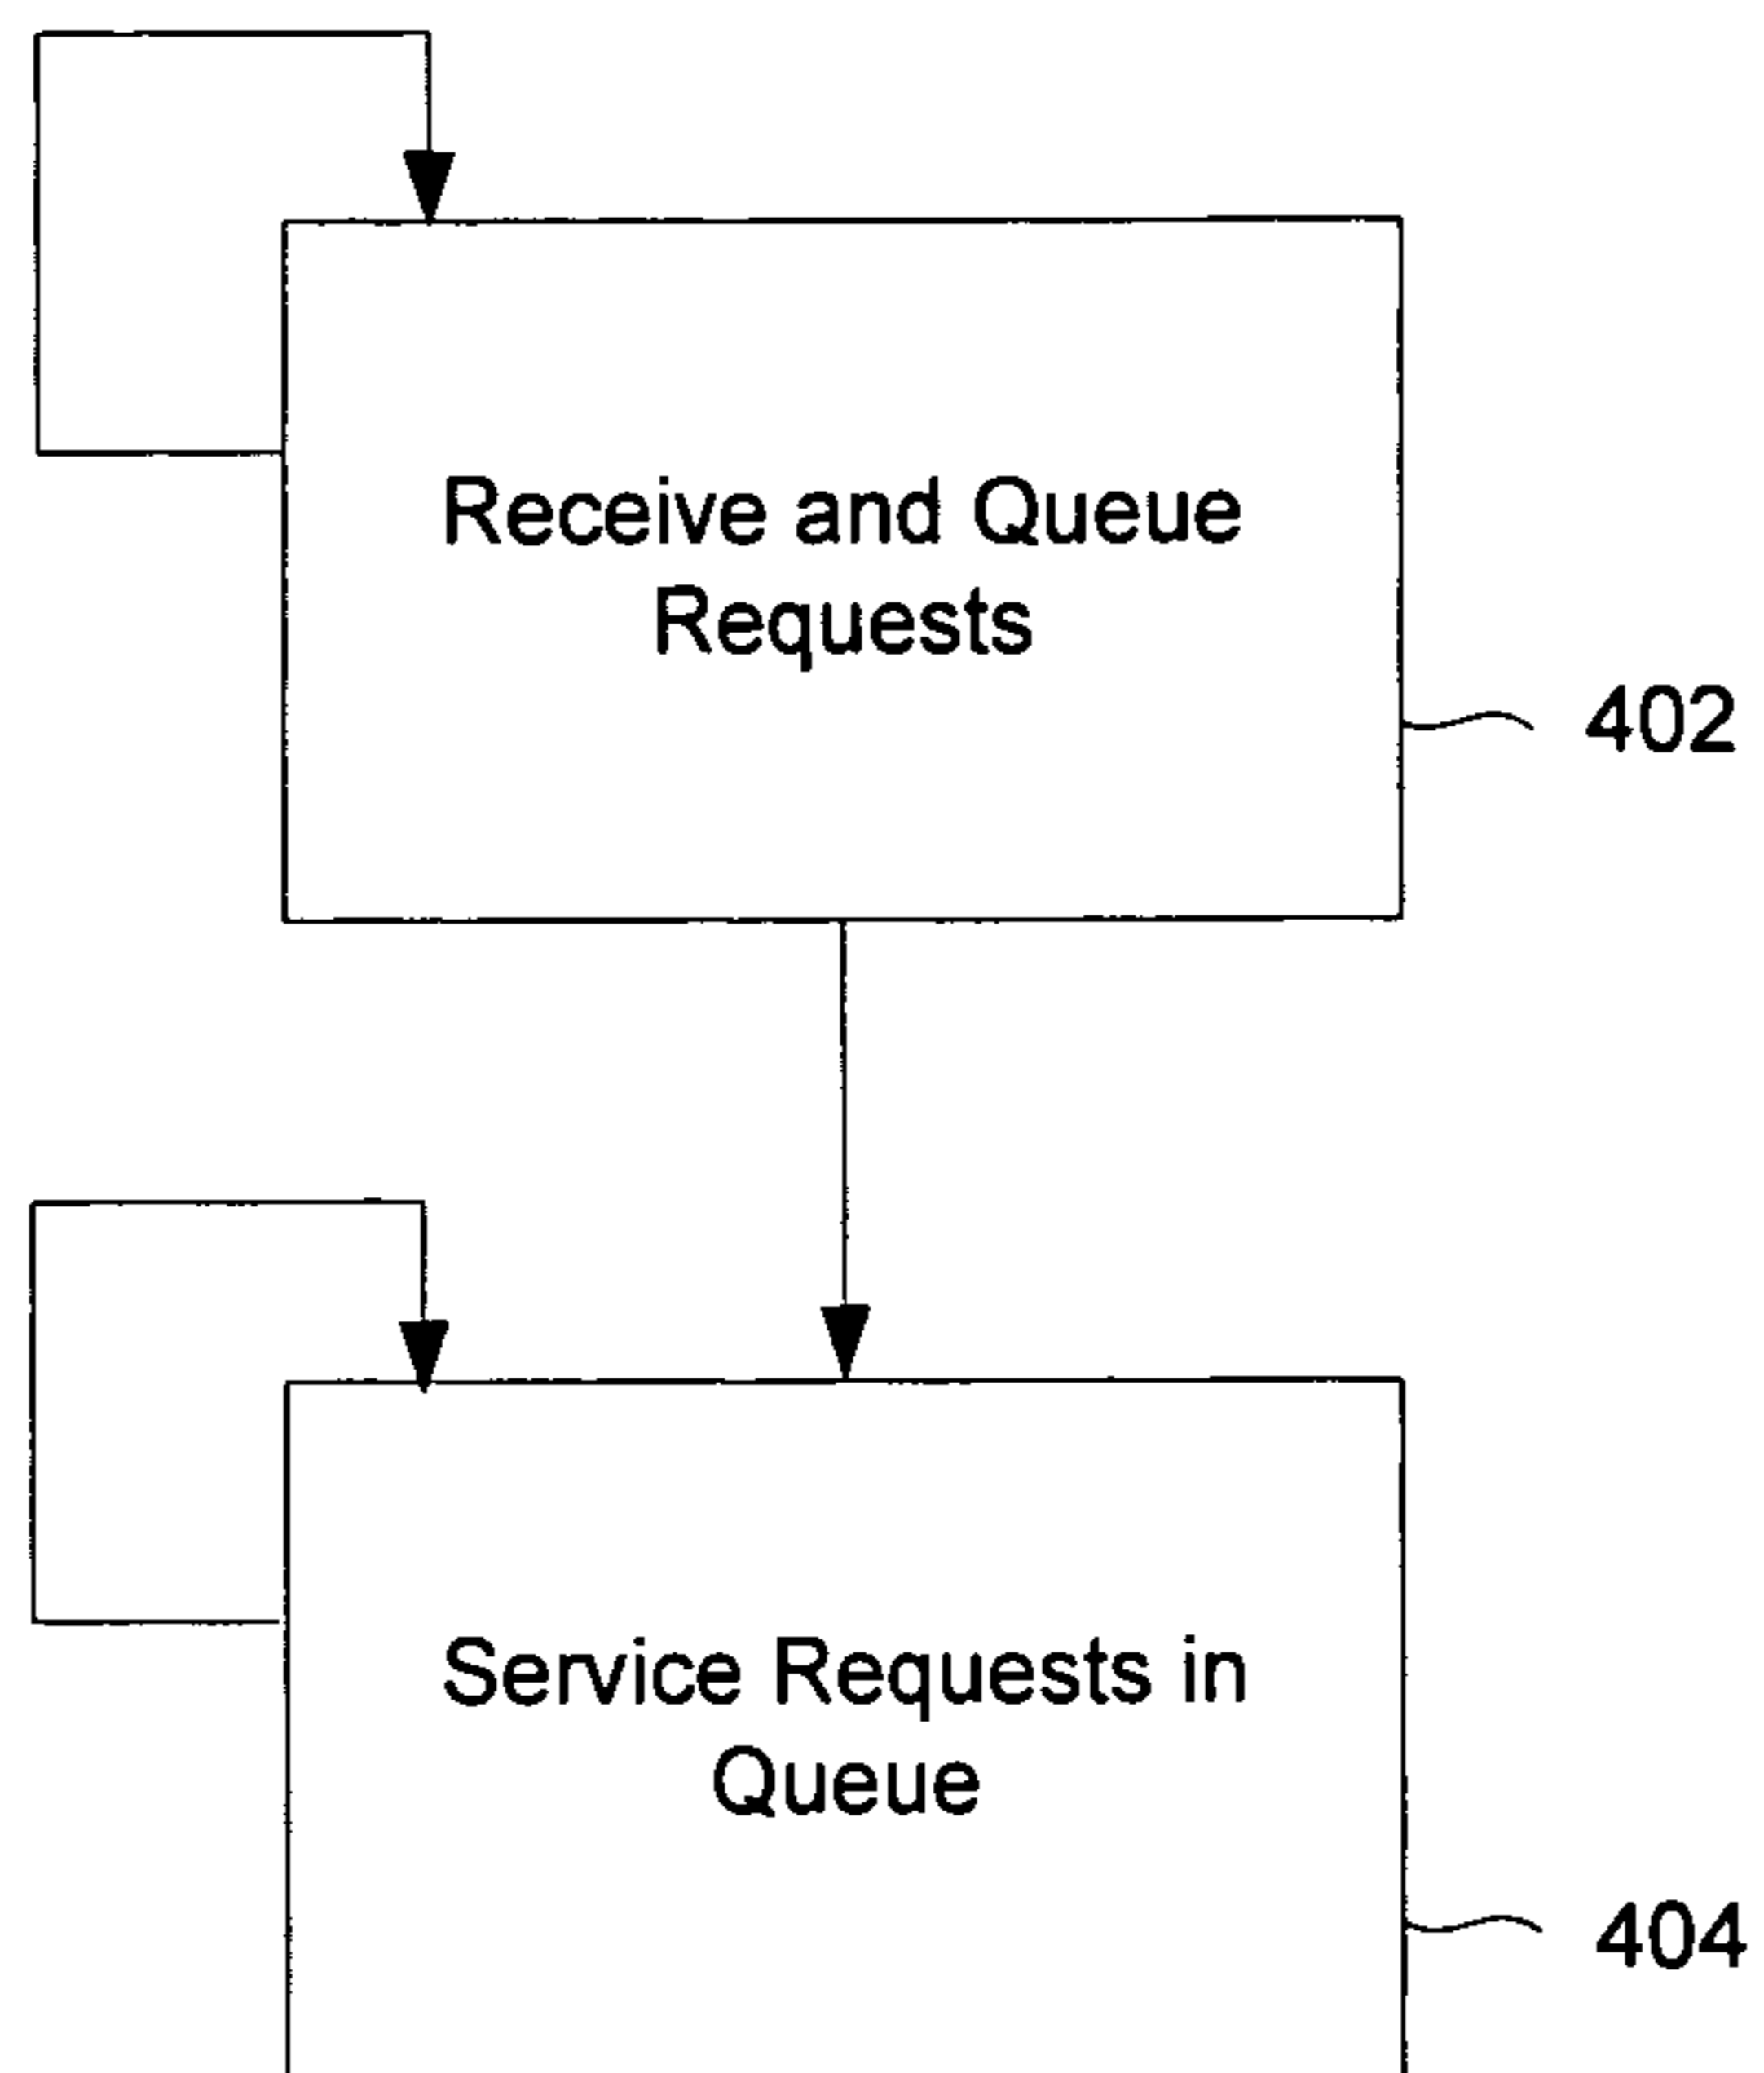 Receive and Queue
Requests
402
Service Requests in
Queue
404